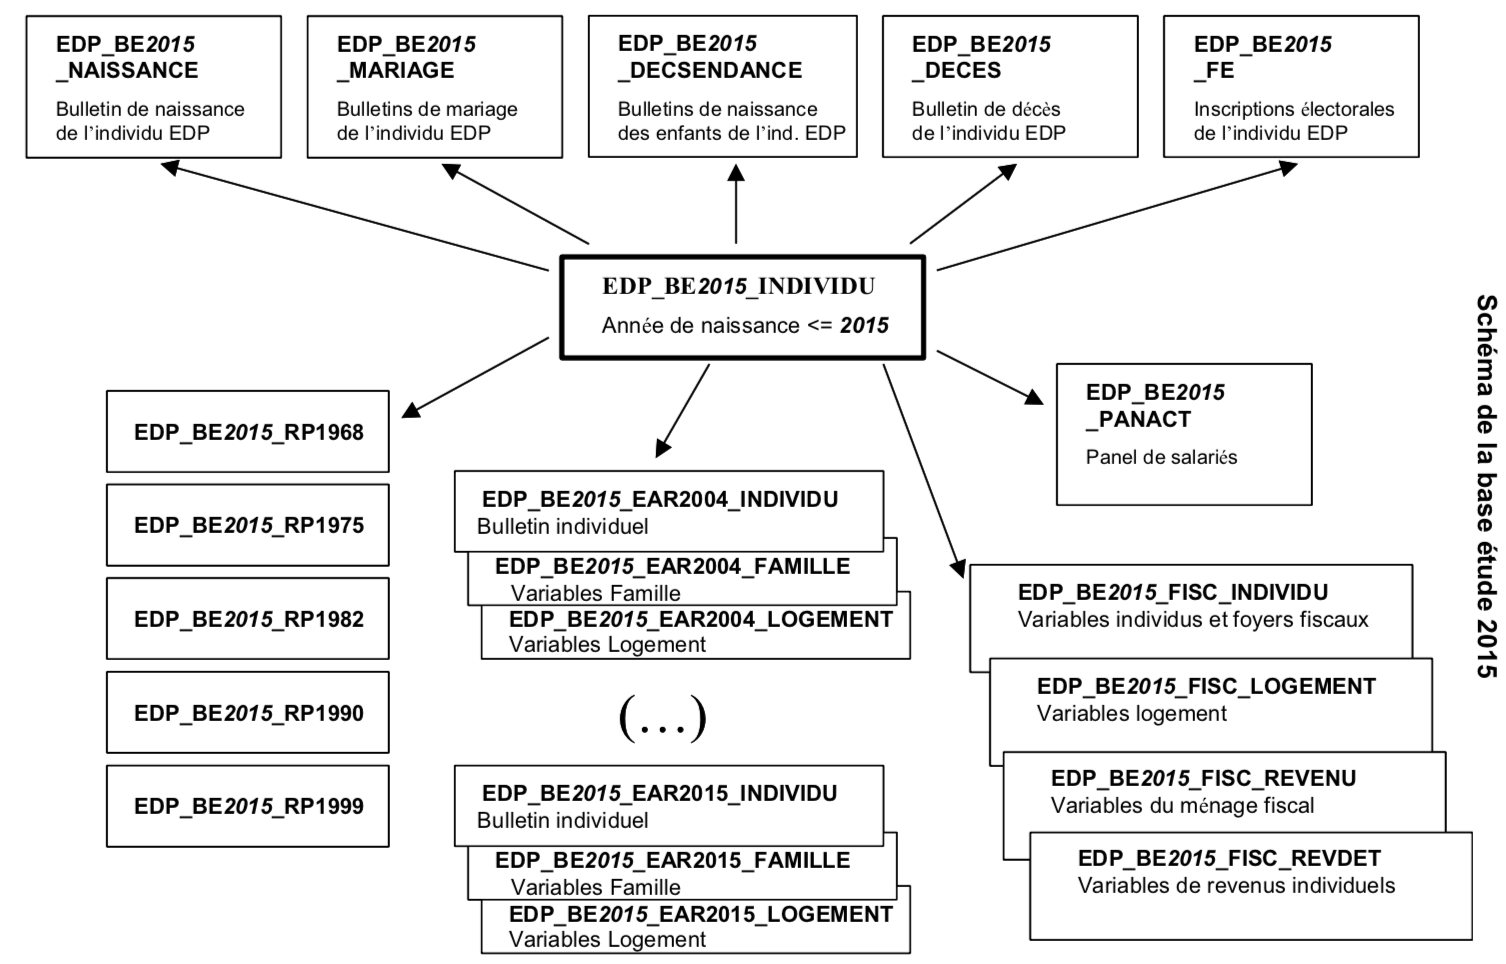 EDP_BE2015
_NAISSANCE
Bulletin de naissance
de l'individu EDP
EDP_BE2015
_MARIAGE
Bulletins de mariage
de l'individu EDP
EDP_BE2015
_DECSENDANCE
Bulletins de naissance
des enfants de l'ind. EDP
EDP_BE2015
_DECES
Bulletin de décès
de l'individu EDP
EDP_BE2015
_FE
Inscriptions électorales
de l'individu EDP
EDP_BE2015_INDIVIDU
Année de naissance <= 2015
EDP_BE2015_RP1968
EDP_BE2015_RP1975
EDP_BE2015_RP1982
EDP_BE2015_RP1990
EDP_BE2015_RP1999
EDP_BE2015_EAR2004_INDIVIDU
Bulletin individuel
EDP_BE2015_EAR2004_FAMILLE
Variables Famille
EDP_BE2015_EAR2004_LOGEMENT
Variables Logement
(...)
EDP_BE2015_EAR2015_INDIVIDU
Bulletin individuel
EDP_BE2015_EAR2015_FAMILLE
Variables Famille
EDP_BE2015_EAR2015_LOGEMENT
Variables Logement
EDP_BE2015
_PANACT
Panel de salariés
EDP_BE2015_FISC_INDIVIDU
Variables individus et foyers fiscaux
EDP_BE2015_FISC_LOGEMENT
Variables logement
EDP_BE2015_FISC_REVENU
Variables du ménage fiscal
EDP_BE2015_FISC_REVDET
Variables de revenus individuels
Schéma de la base étude 2015